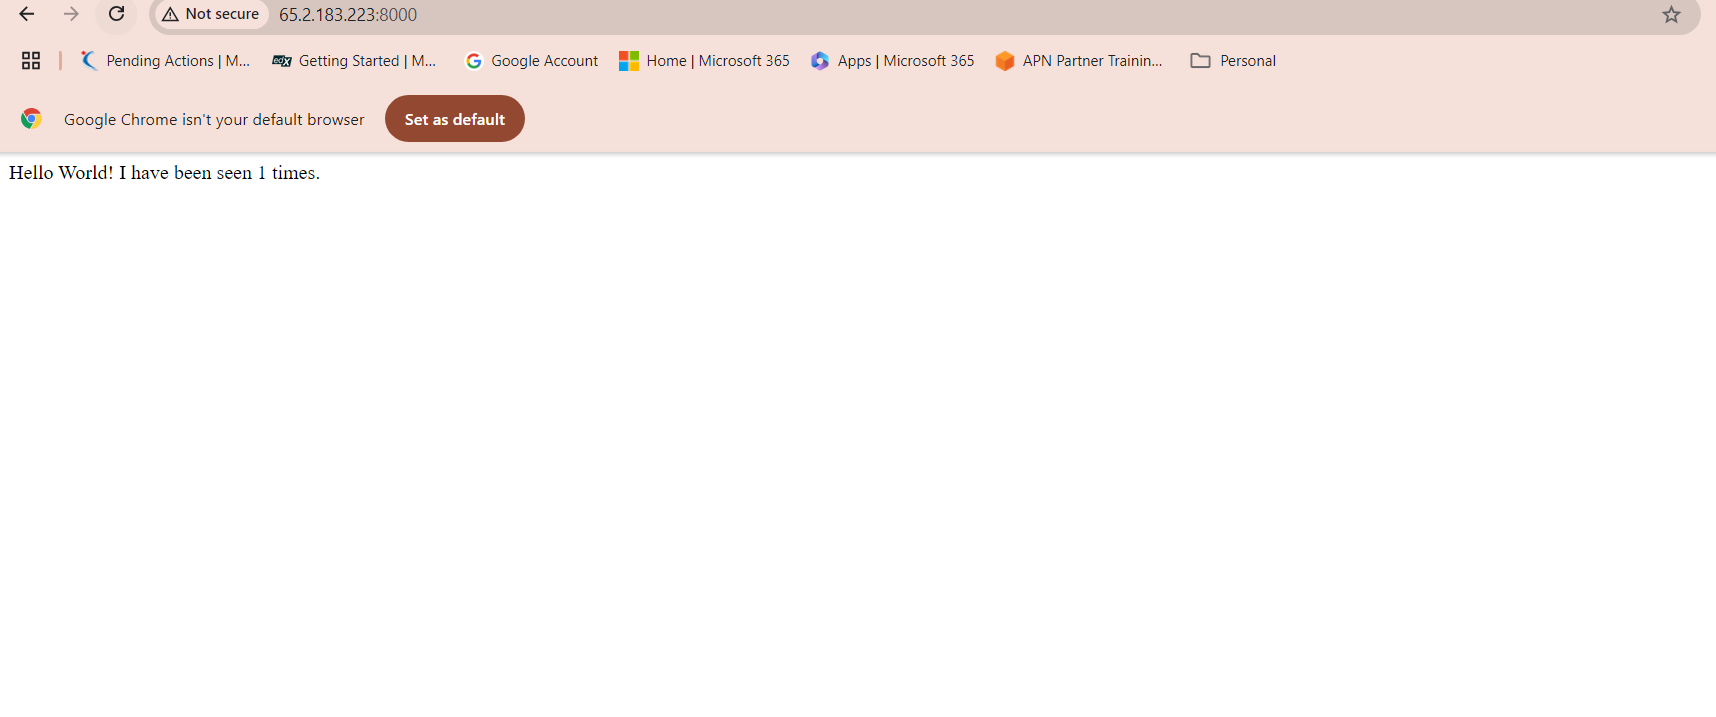 Not secure 65.2.183.223:8000
Pending Actions | M... edX Getting Started | M... Google Account Home | Microsoft 365 Apps | Microsoft 365 APN Partner Trainin... Personal
Google Chrome isn't your default browser Set as default
Hello World! I have been seen 1 times.